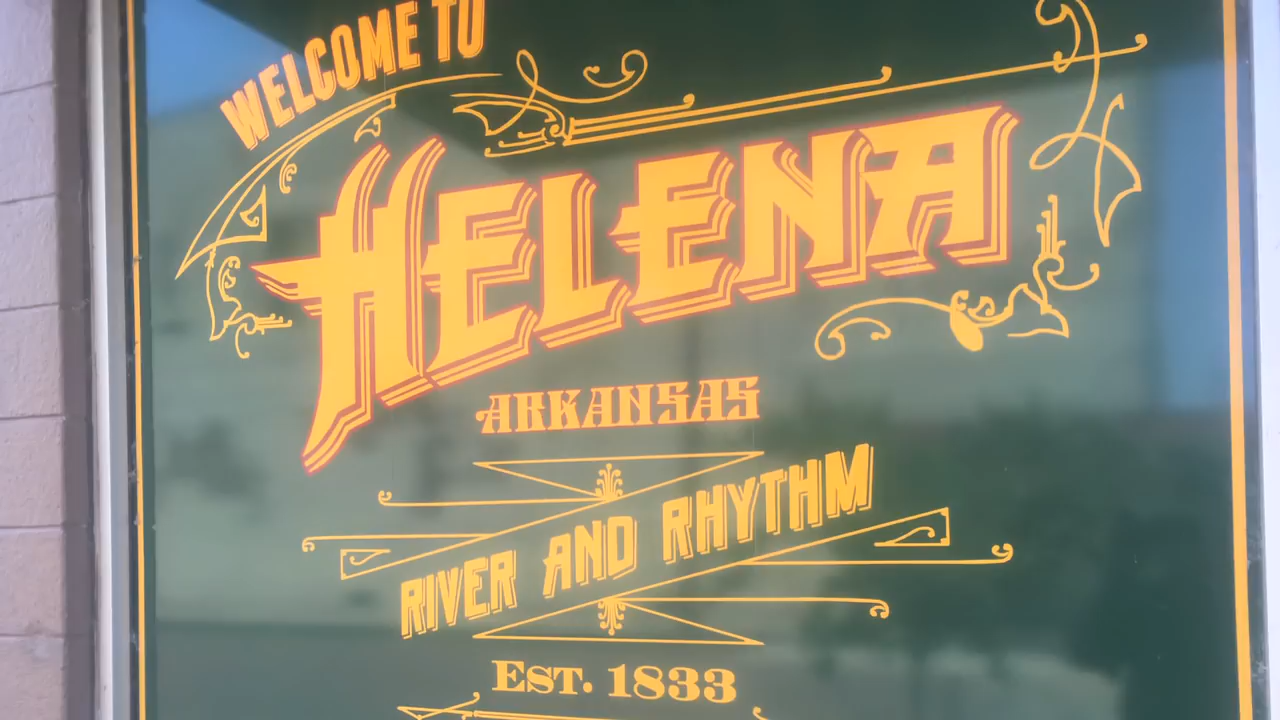 WELCOME TO
HELENA
ARKANSAS
RIVER AND RHYTHM
EST. 1833